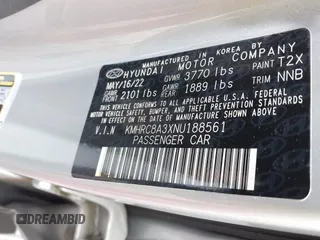 MANUFACTURED IN KOREA BY
HYUNDAI MOTOR COMPANY
MAY/16/22 GVWR 3770 lbs PAINT T2X
GAWR FRONT 2101 lbs GAWR REAR 1889 lbs TRIM NNB
THIS VEHICLE CONFORMS TO ALL APPLICABLE U.S. FEDERAL MOTOR VEHICLE SAFETY, BUMPER, AND THEFT PREVENTION STANDARDS IN EFFECT ON THE DATE OF MANUFACTURE SHOWN ABOVE.
V.I.N KMHRC8A3XNU188561
PASSENGER CAR
DREAMBID